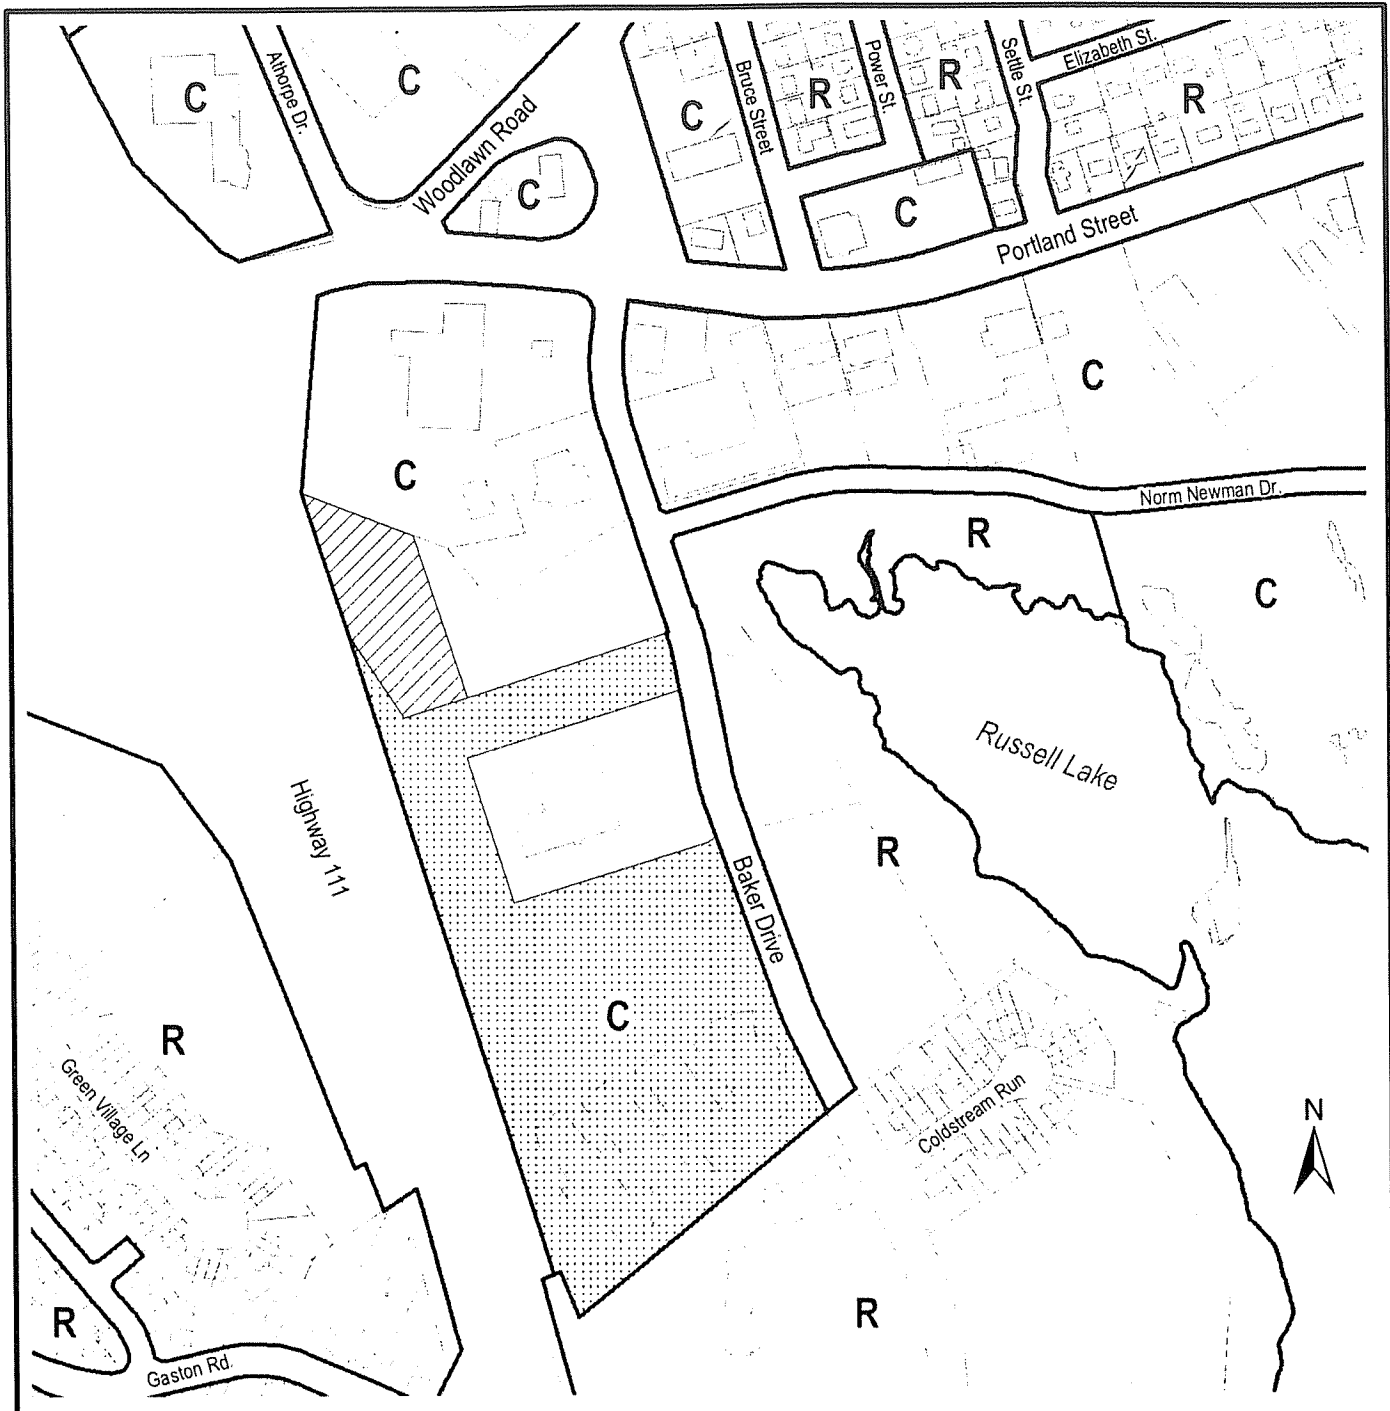 C
Athorpe Dr.
C
Woodlawn Road
C
C
Bruce Street
R
Power St.
R
Settle St.
Elizabeth St.
R
C
Portland Street
C
C
Norm Newman Dr.
R
C
Russell Lake
Highway 111
R
Baker Drive
C
R
Green Village Ln
Coldstream Run
N
R
R
Gaston Rd.